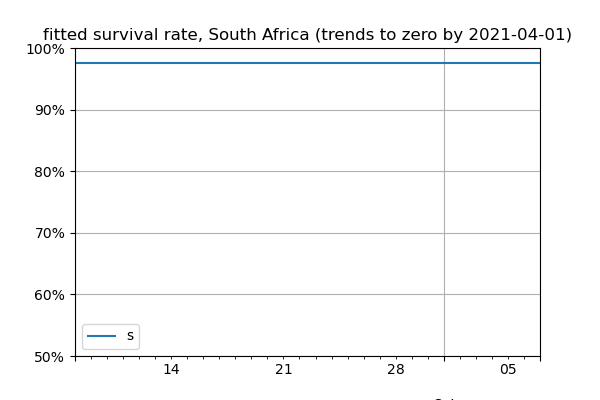 fitted survival rate, South Africa (trends to zero by 2021-04-01)
100%
90%
80%
70%
60%
50%
s
14 21 28 05